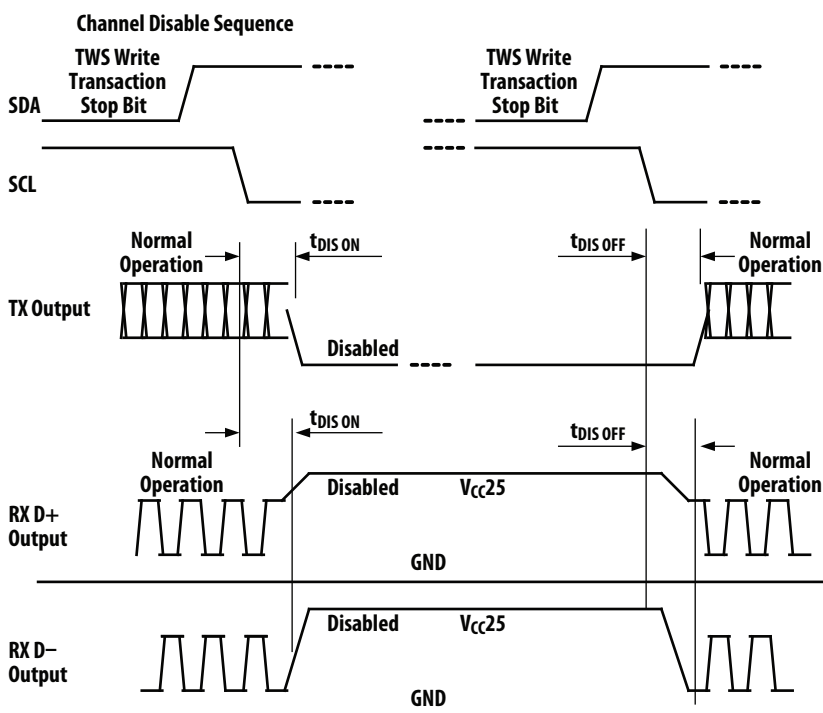 Channel Disable Sequence
TWS Write
Transaction
Stop Bit
TWS Write
Transaction
Stop Bit
SDA
SCL
Normal
Operation
tDIS ON
tDIS OFF
Normal
Operation
TX Output
Disabled
tDIS ON
tDIS OFF
Normal
Operation
Disabled
VCC25
Normal
Operation
RX D+
Output
GND
Disabled
VCC25
RX D−
Output
GND